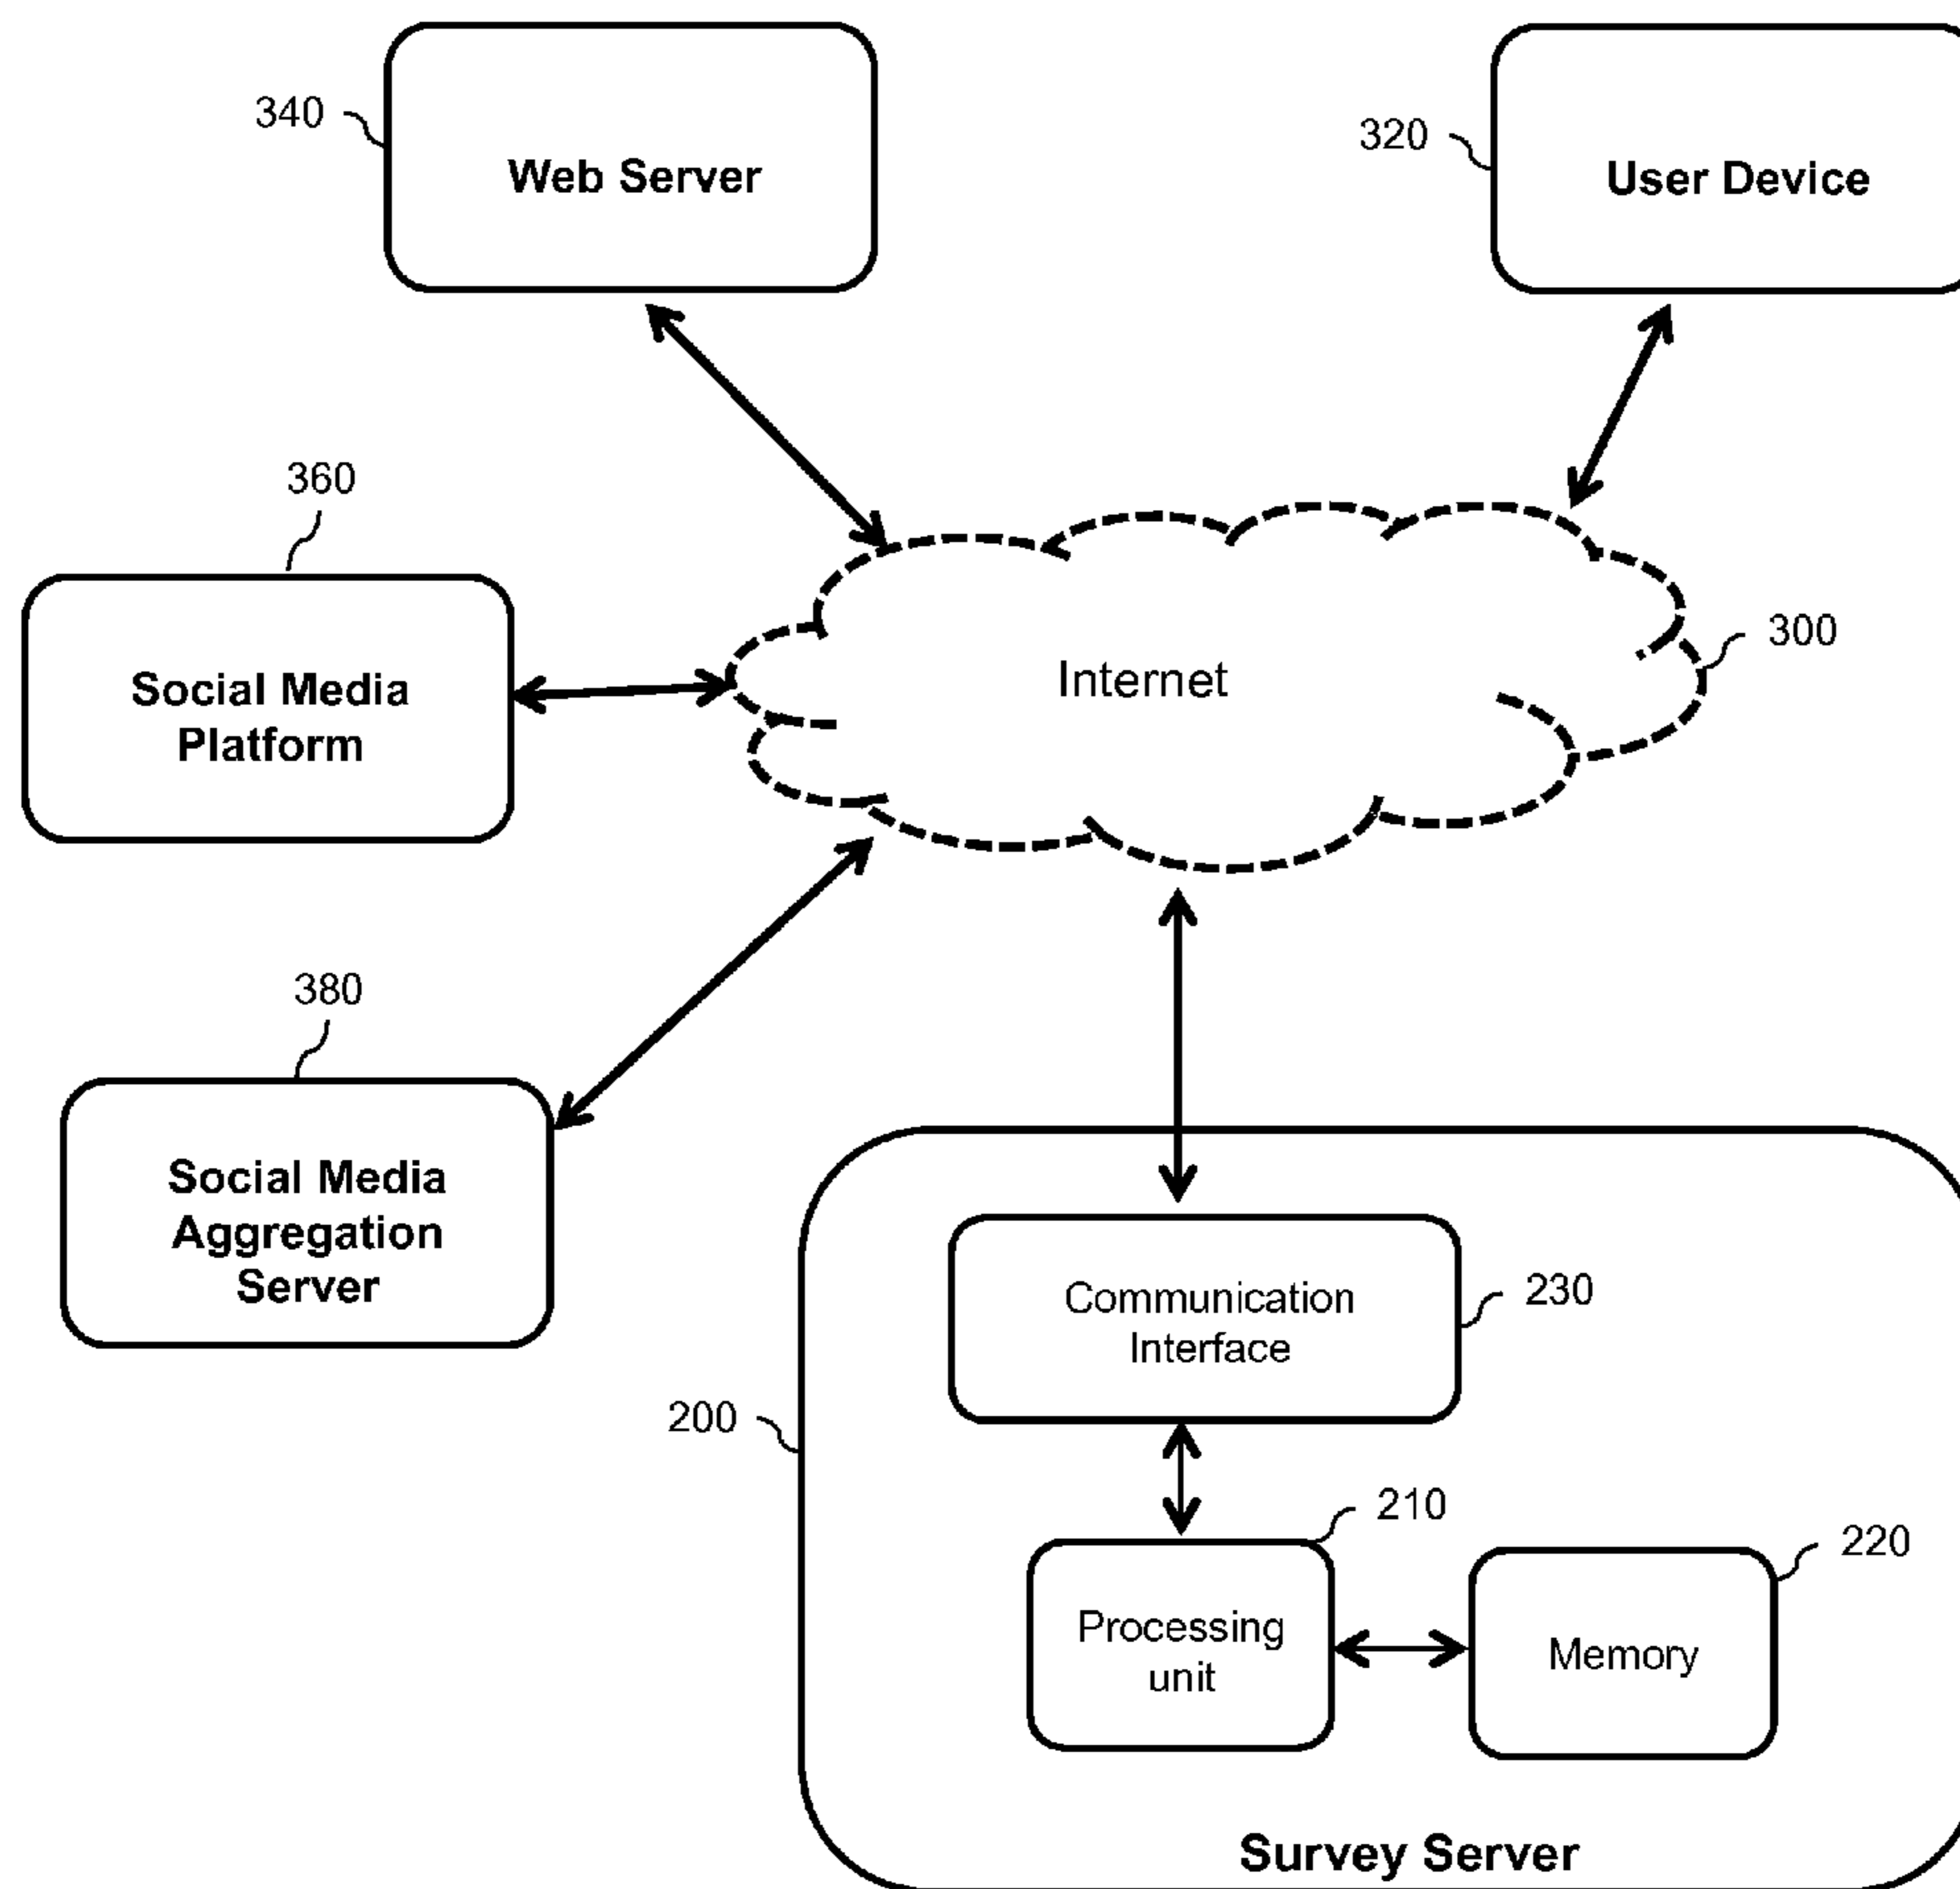 340
Web Server
320
User Device
360
Social Media
Platform
Internet
300
380
Social Media
Aggregation
Server
Communication
Interface
230
200
210
220
Processing
unit
Memory
Survey Server